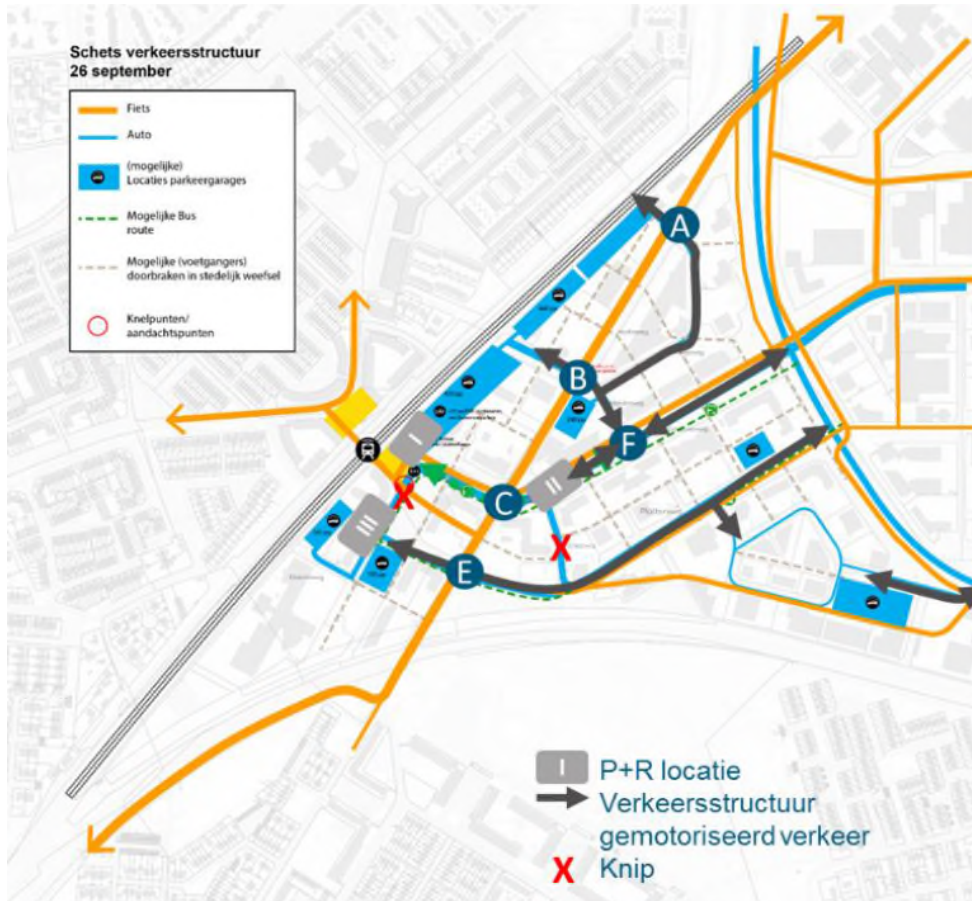 Schets verkeersstructuur
26 september
Fiets
Auto
(mogelijke)
Locaties parkeergarages
Mogelijke Bus
route
Mogelijke (voetgangers)
doorbraken in stedelijk weefsel
Knelpunten/
aandachtspunten
A
B
F
I
II
C
III
E
I
P+R locatie
Verkeersstructuur
gemotoriseerd verkeer
X
Knip